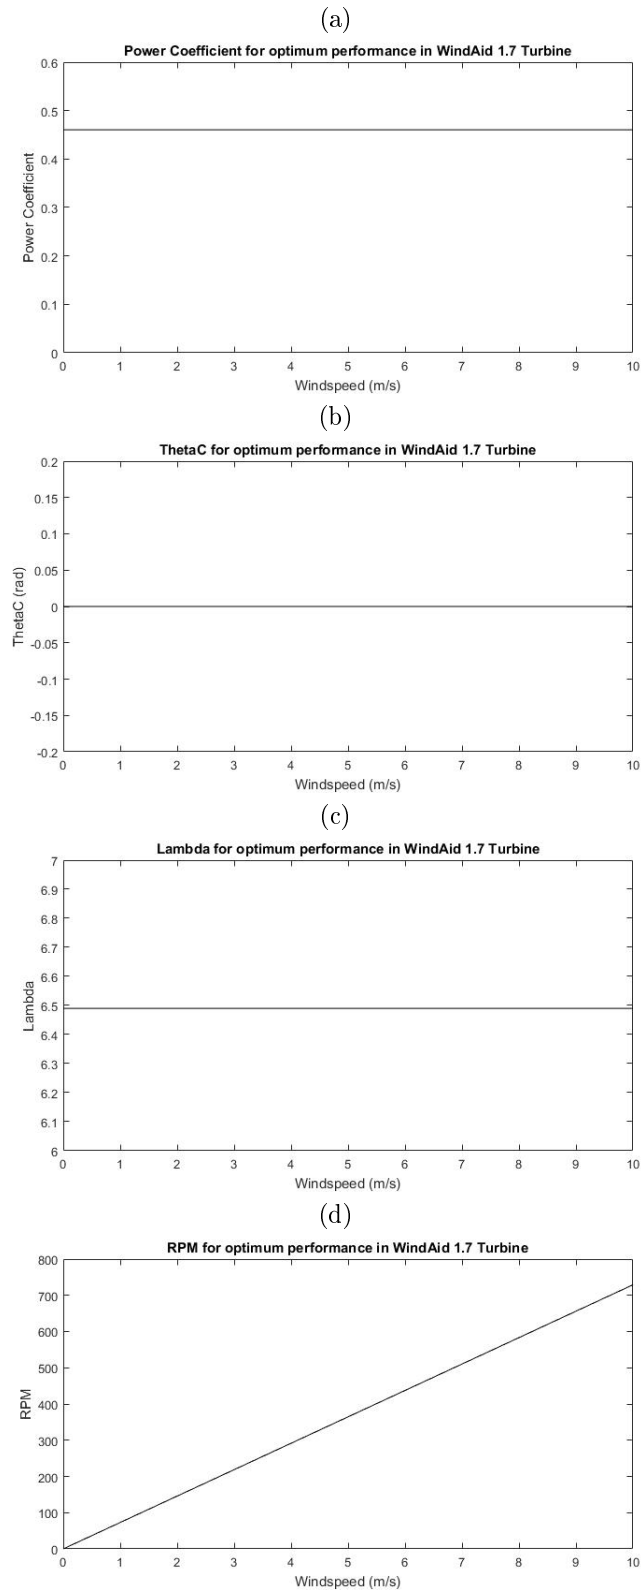 (a)
Power Coefficient for optimum performance in WindAid 1.7 Turbine
0.6
0.5
0.4
0.3
0.2
0.1
0
Power Coefficient
0 1 2 3 4 5 6 7 8 9 10
Windspeed (m/s)
(b)
ThetaC for optimum performance in WindAid 1.7 Turbine
0.2
0.15
0.1
0.05
0
-0.05
-0.1
-0.15
-0.2
ThetaC (rad)
0 1 2 3 4 5 6 7 8 9 10
Windspeed (m/s)
(c)
Lambda for optimum performance in WindAid 1.7 Turbine
7
6.9
6.8
6.7
6.6
6.5
6.4
6.3
6.2
6.1
6
Lambda
0 1 2 3 4 5 6 7 8 9 10
Windspeed (m/s)
(d)
RPM for optimum performance in WindAid 1.7 Turbine
800
700
600
500
400
300
200
100
0
RPM
0 1 2 3 4 5 6 7 8 9 10
Windspeed (m/s)